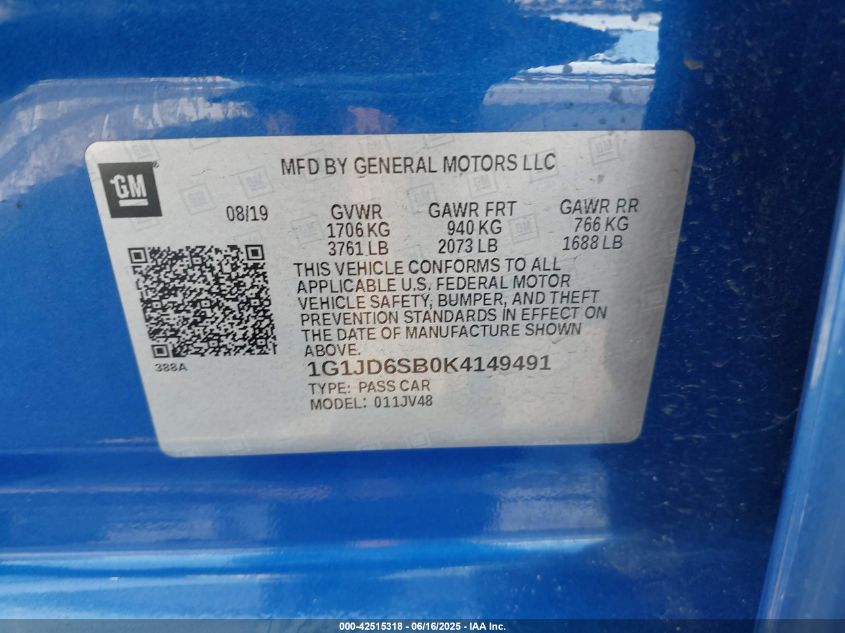 GM
MFD BY GENERAL MOTORS LLC
08/19 GVWR GAWR FRT GAWR RR
1706 KG 940 KG 766 KG
3761 LB 2073 LB 1688 LB
THIS VEHICLE CONFORMS TO ALL
APPLICABLE U.S. FEDERAL MOTOR
VEHICLE SAFETY, BUMPER, AND THEFT
PREVENTION STANDARDS IN EFFECT ON
THE DATE OF MANUFACTURE SHOWN
ABOVE.
388A
1G1JD6SB0K4149491
TYPE: PASS CAR
MODEL: 011JV48
000-42515318 - 06/16/2025 - IAA Inc.